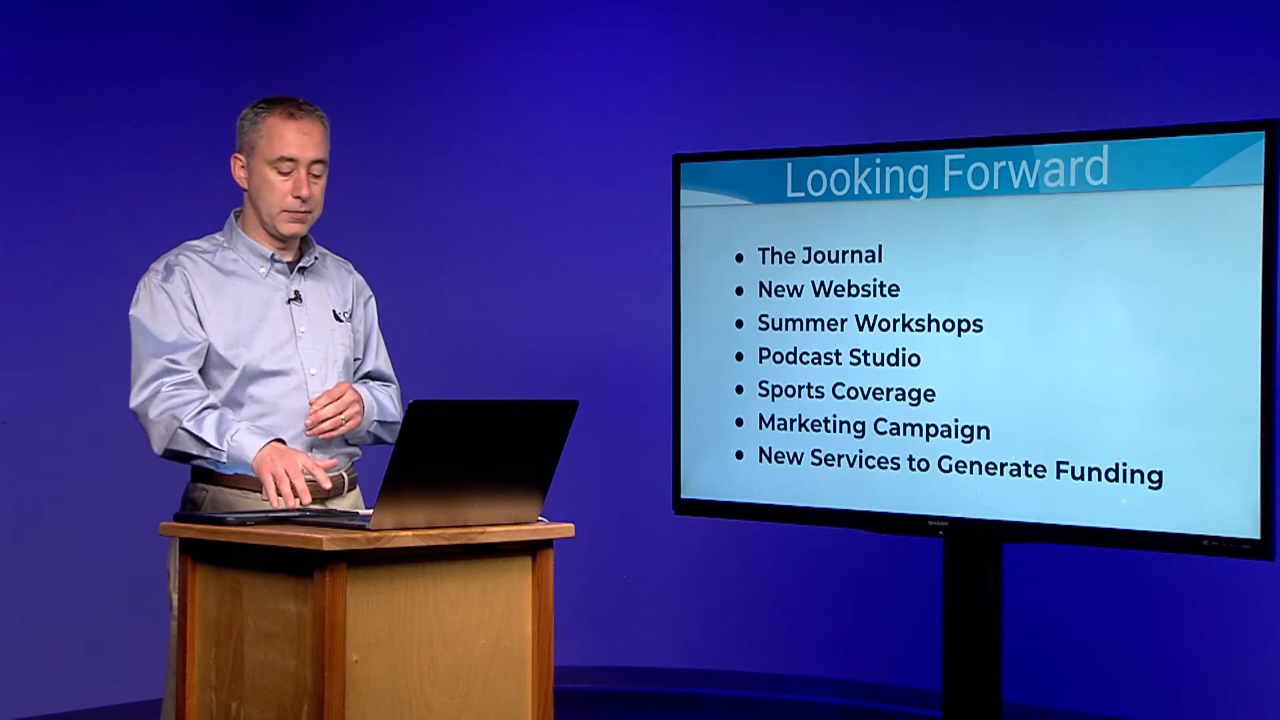 Looking Forward
• The Journal
• New Website
• Summer Workshops
• Podcast Studio
• Sports Coverage
• Marketing Campaign
• New Services to Generate Funding
SHARP